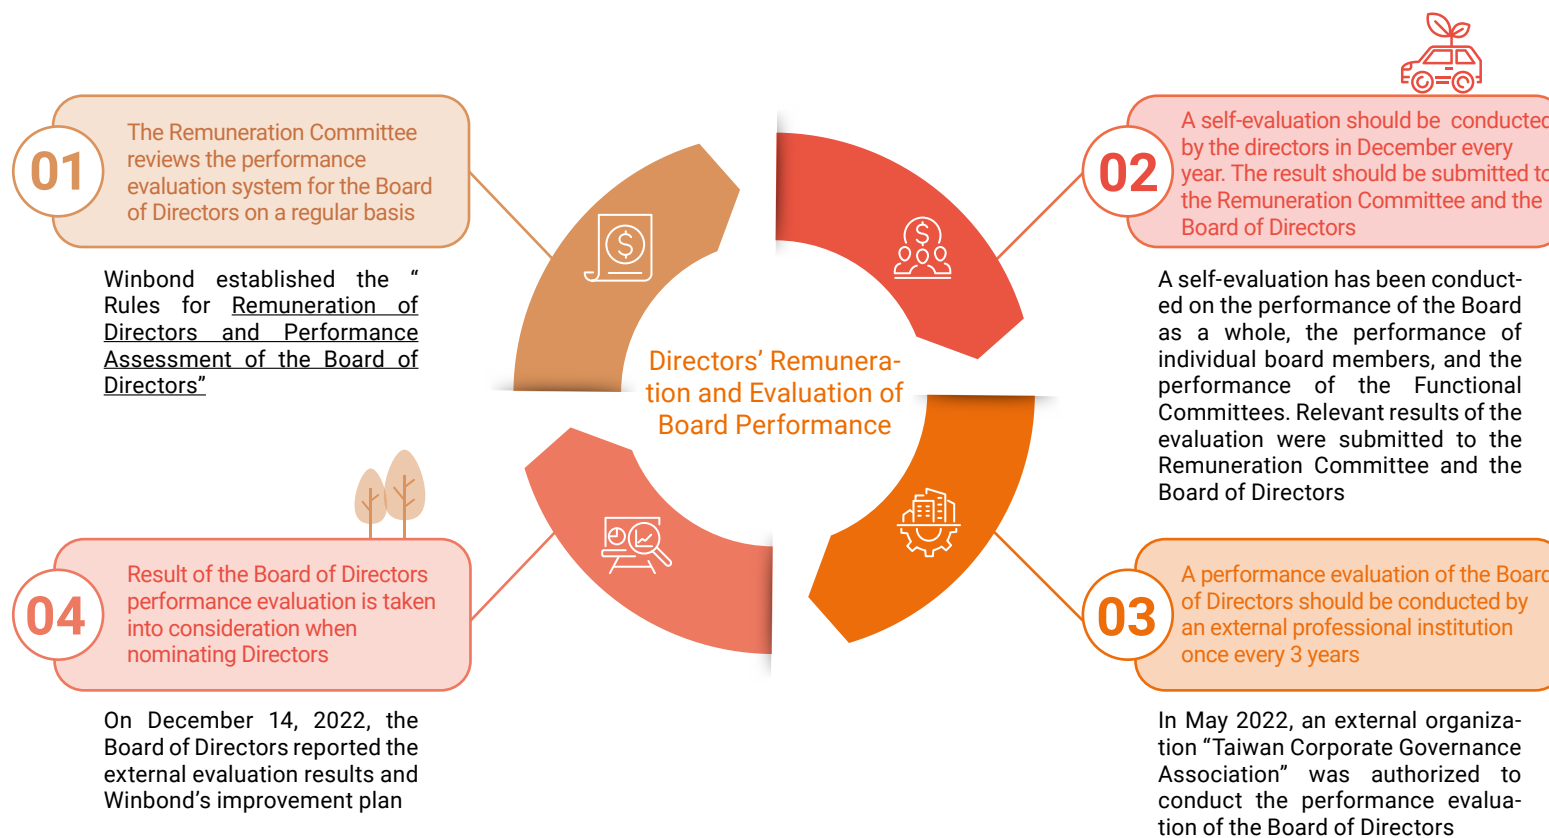 01
The Remuneration Committee
reviews the performance
evaluation system for the Board
of Directors on a regular basis
Winbond established the “
Rules for Remuneration of
Directors and Performance
Assessment of the Board of
Directors”
02
A self-evaluation should be conducted
by the directors in December every
year. The result should be submitted to
the Remuneration Committee and the
Board of Directors
A self-evaluation has been conduct-
ed on the performance of the Board
as a whole, the performance of
individual board members, and the
performance of the Functional
Committees. Relevant results of the
evaluation were submitted to the
Remuneration Committee and the
Board of Directors
Directors’ Remunera-
tion and Evaluation of
Board Performance
03
A performance evaluation of the Board
of Directors should be conducted by
an external professional institution
once every 3 years
In May 2022, an external organiza-
tion “Taiwan Corporate Governance
Association” was authorized to
conduct the performance evalua-
tion of the Board of Directors
04
Result of the Board of Directors
performance evaluation is taken
into consideration when
nominating Directors
On December 14, 2022, the
Board of Directors reported the
external evaluation results and
Winbond’s improvement plan